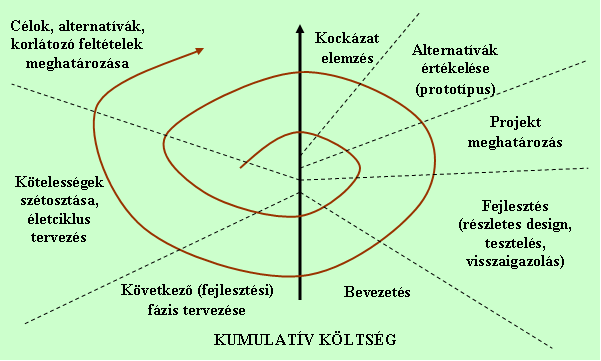 Célok, alternatívák,
korlátozó feltételek
meghatározása
Kockázat
elemzés
Alternatívák
értékelése
(prototípus)
Projekt
meghatározás
Fejlesztés
(részletes design,
tesztelés,
visszaigazolás)
Bevezetés
Következő (fejlesztési)
fázis tervezése
Kötelességek
szétosztása,
életciklus
tervezés
KUMULATÍV KÖLTSÉG